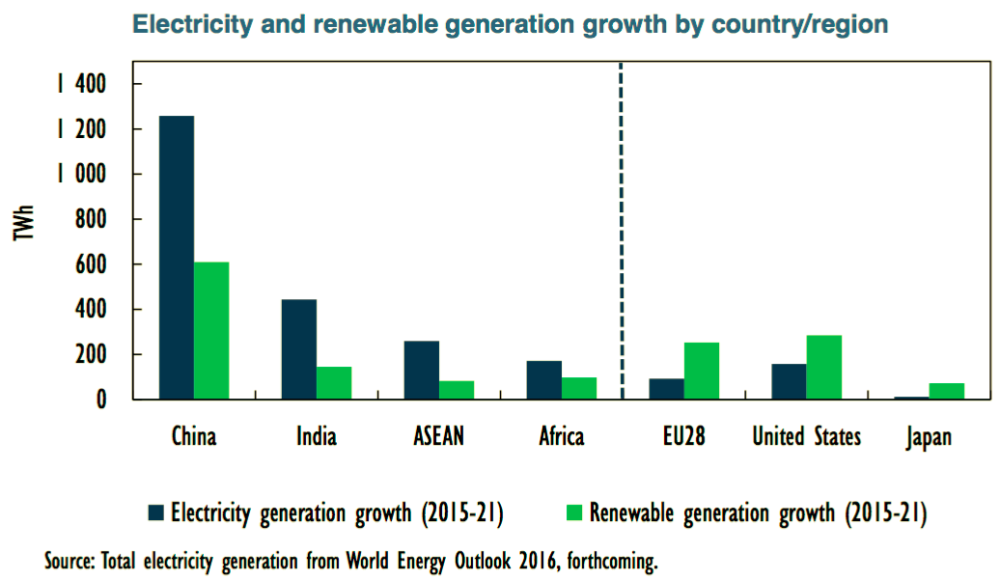 Electricity and renewable generation growth by country/region
TWh
1 400
1 200
1 000
800
600
400
200
0
China India ASEAN Africa EU28 United States Japan
Electricity generation growth (2015-21) Renewable generation growth (2015-21)
Source: Total electricity generation from World Energy Outlook 2016, forthcoming.